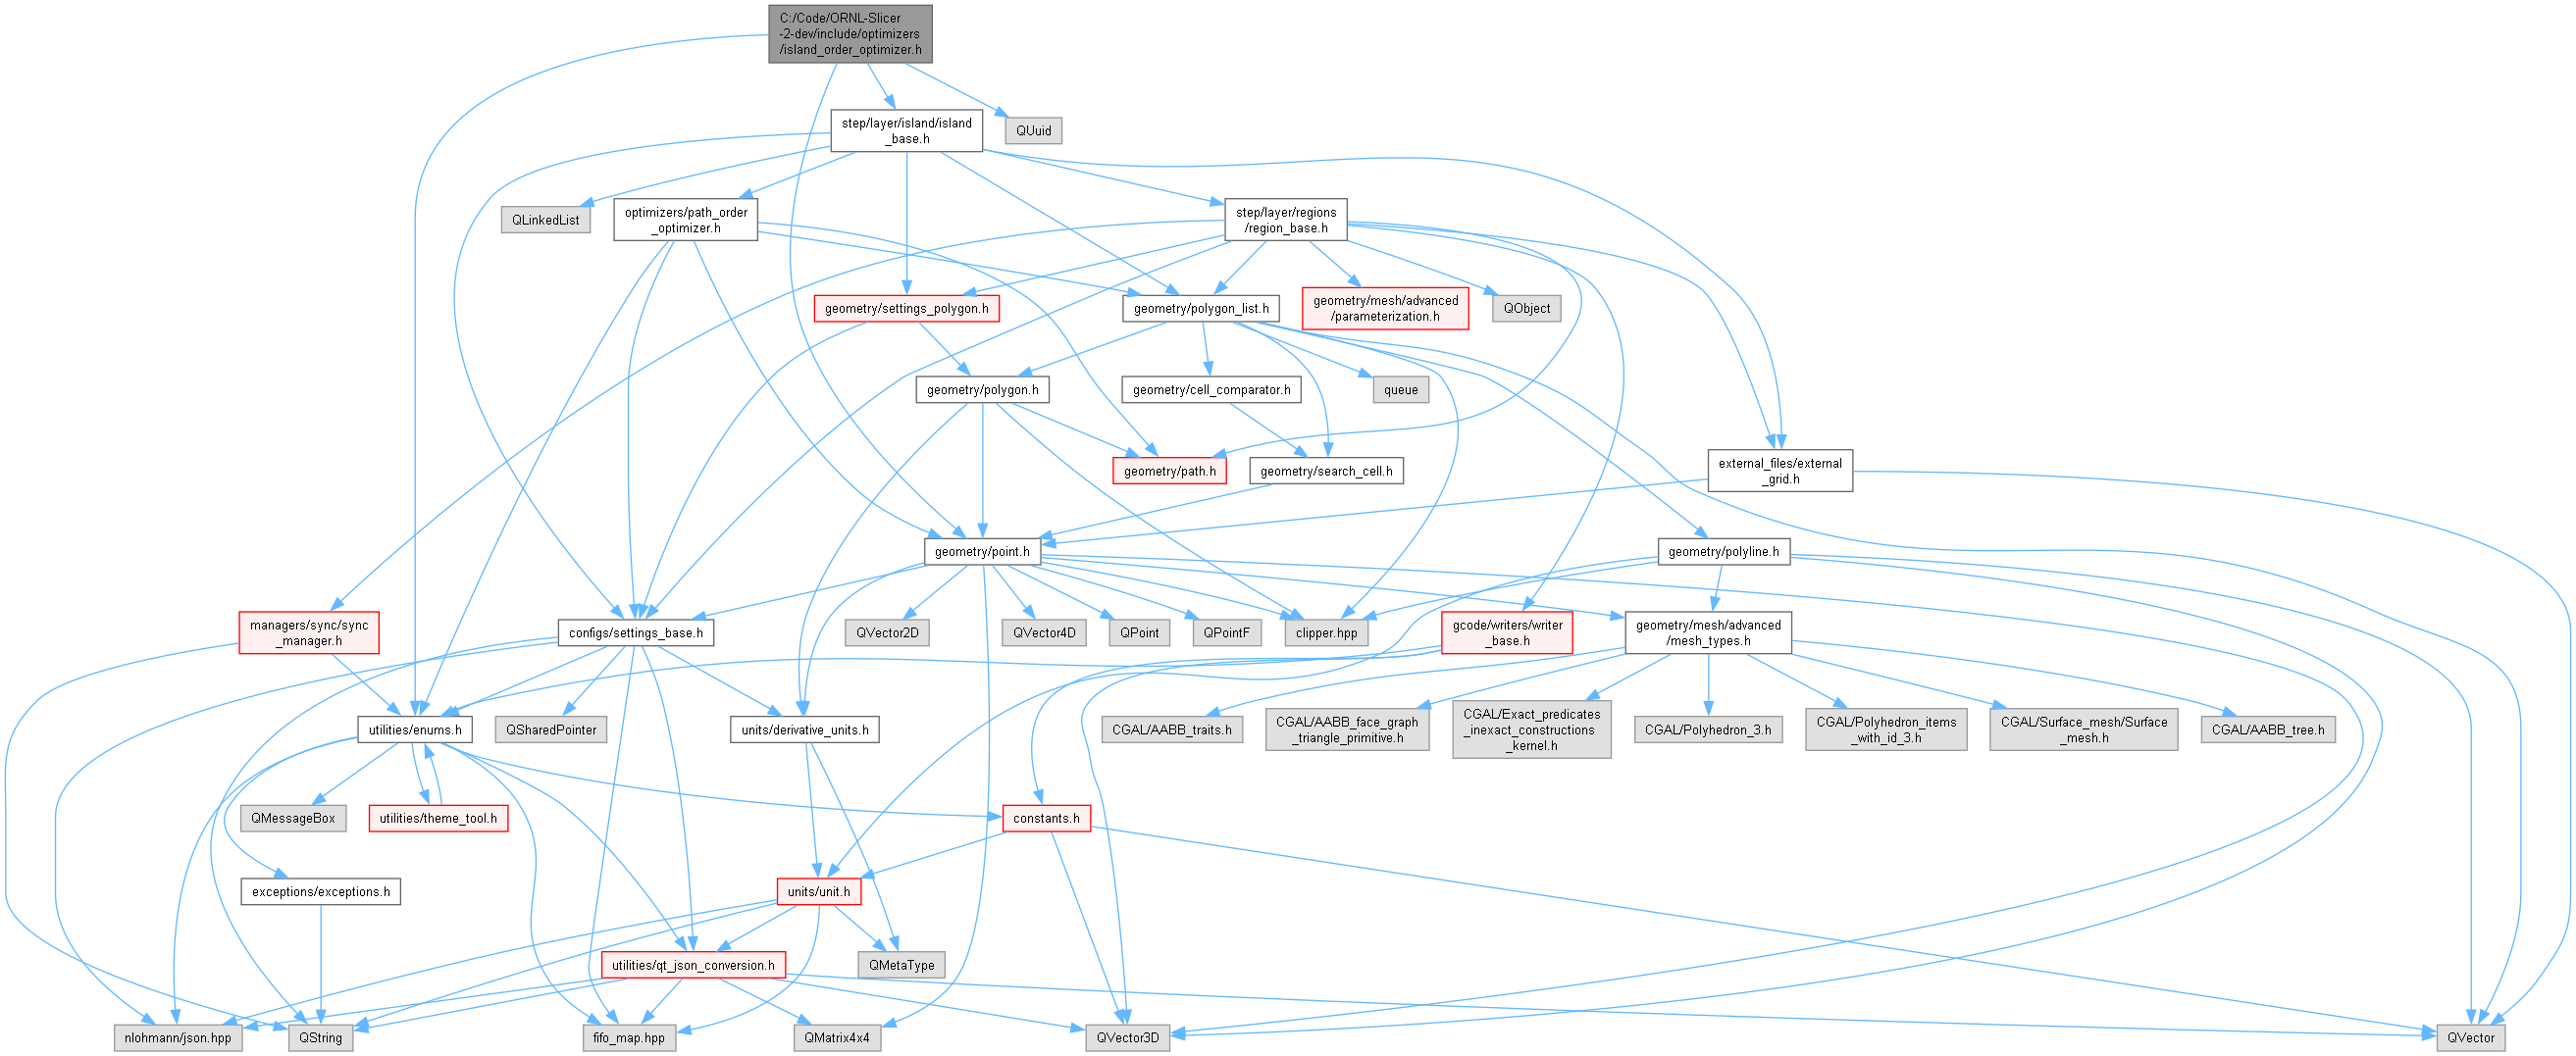 C:/Code/ORNL-Slicer
-2-dev/include/optimizers
/island_order_optimizer.h
step/layer/island/island
_base.h
QUuid
QLinkedList
optimizers/path_order
_optimizer.h
step/layer/regions
/region_base.h
geometry/settings_polygon.h
geometry/polygon_list.h
geometry/mesh/advanced
/parameterization.h
QObject
geometry/polygon.h
geometry/cell_comparator.h
queue
geometry/path.h
geometry/search_cell.h
external_files/external
_grid.h
geometry/point.h
geometry/polyline.h
managers/sync/sync
_manager.h
configs/settings_base.h
QVector2D
QVector4D
QPoint
QPointF
clipper.hpp
gcode/writers/writer
_base.h
geometry/mesh/advanced
/mesh_types.h
utilities/enums.h
QSharedPointer
units/derivative_units.h
CGAL/AABB_traits.h
CGAL/AABB_face_graph
_triangle_primitive.h
CGAL/Exact_predicates
_inexact_constructions
_kernel.h
CGAL/Polyhedron_3.h
CGAL/Polyhedron_items
_with_id_3.h
CGAL/Surface_mesh/Surface
_mesh.h
CGAL/AABB_tree.h
QMessageBox
utilities/theme_tool.h
constants.h
exceptions/exceptions.h
units/unit.h
utilities/qt_json_conversion.h
QMetaType
nlohmann/json.hpp
QString
fifo_map.hpp
QMatrix4x4
QVector3D
QVector